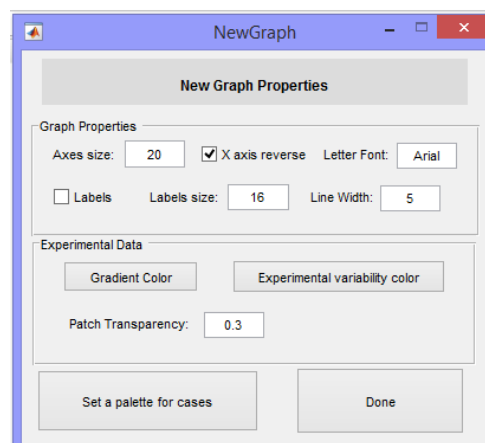 NewGraph
New Graph Properties
Graph Properties
Axes size: 20 X axis reverse Letter Font: Arial
Labels Labels size: 16 Line Width: 5
Experimental Data
Gradient Color Experimental variability color
Patch Transparency: 0.3
Set a palette for cases Done